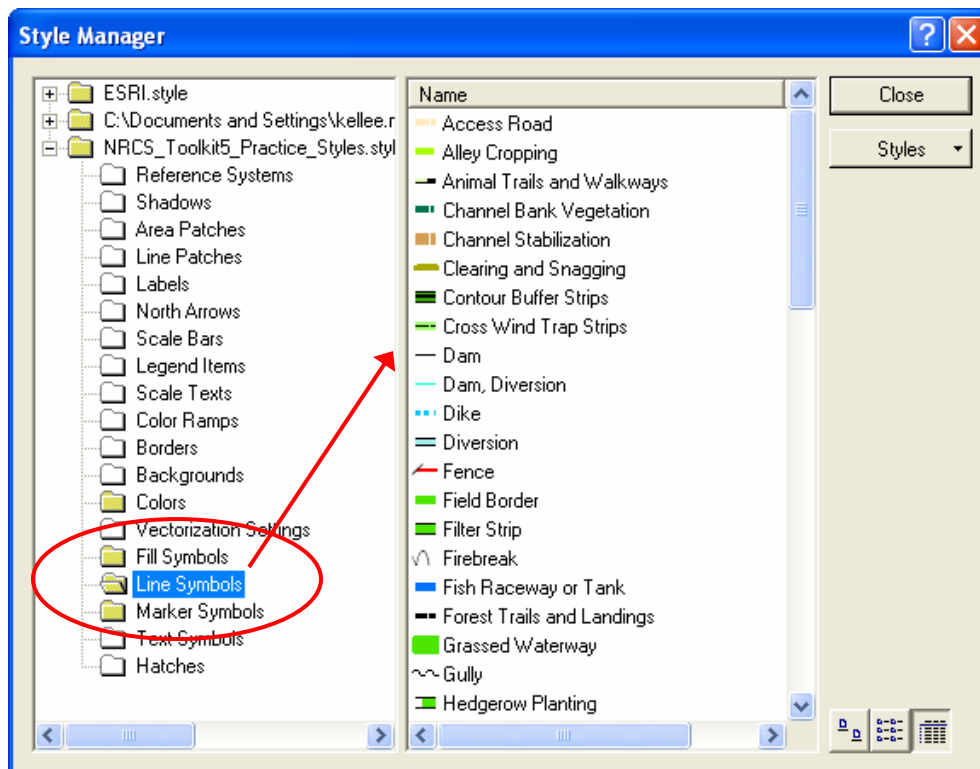 Style Manager
ESRI.style
C:\Documents and Settings\kellee.r
NRCS_Toolkit5_Practice_Styles.styl
Reference Systems
Shadows
Area Patches
Line Patches
Labels
North Arrows
Scale Bars
Legend Items
Scale Texts
Color Ramps
Borders
Backgrounds
Colors
Vectorization Settings
Fill Symbols
Line Symbols
Marker Symbols
Text Symbols
Hatches
Name
Access Road
Alley Cropping
Animal Trails and Walkways
Channel Bank Vegetation
Channel Stabilization
Clearing and Snagging
Contour Buffer Strips
Cross Wind Trap Strips
Dam
Dam, Diversion
Dike
Diversion
Fence
Field Border
Filter Strip
Firebreak
Fish Raceway or Tank
Forest Trails and Landings
Grassed Waterway
Gully
Hedgerow Planting
Close
Styles